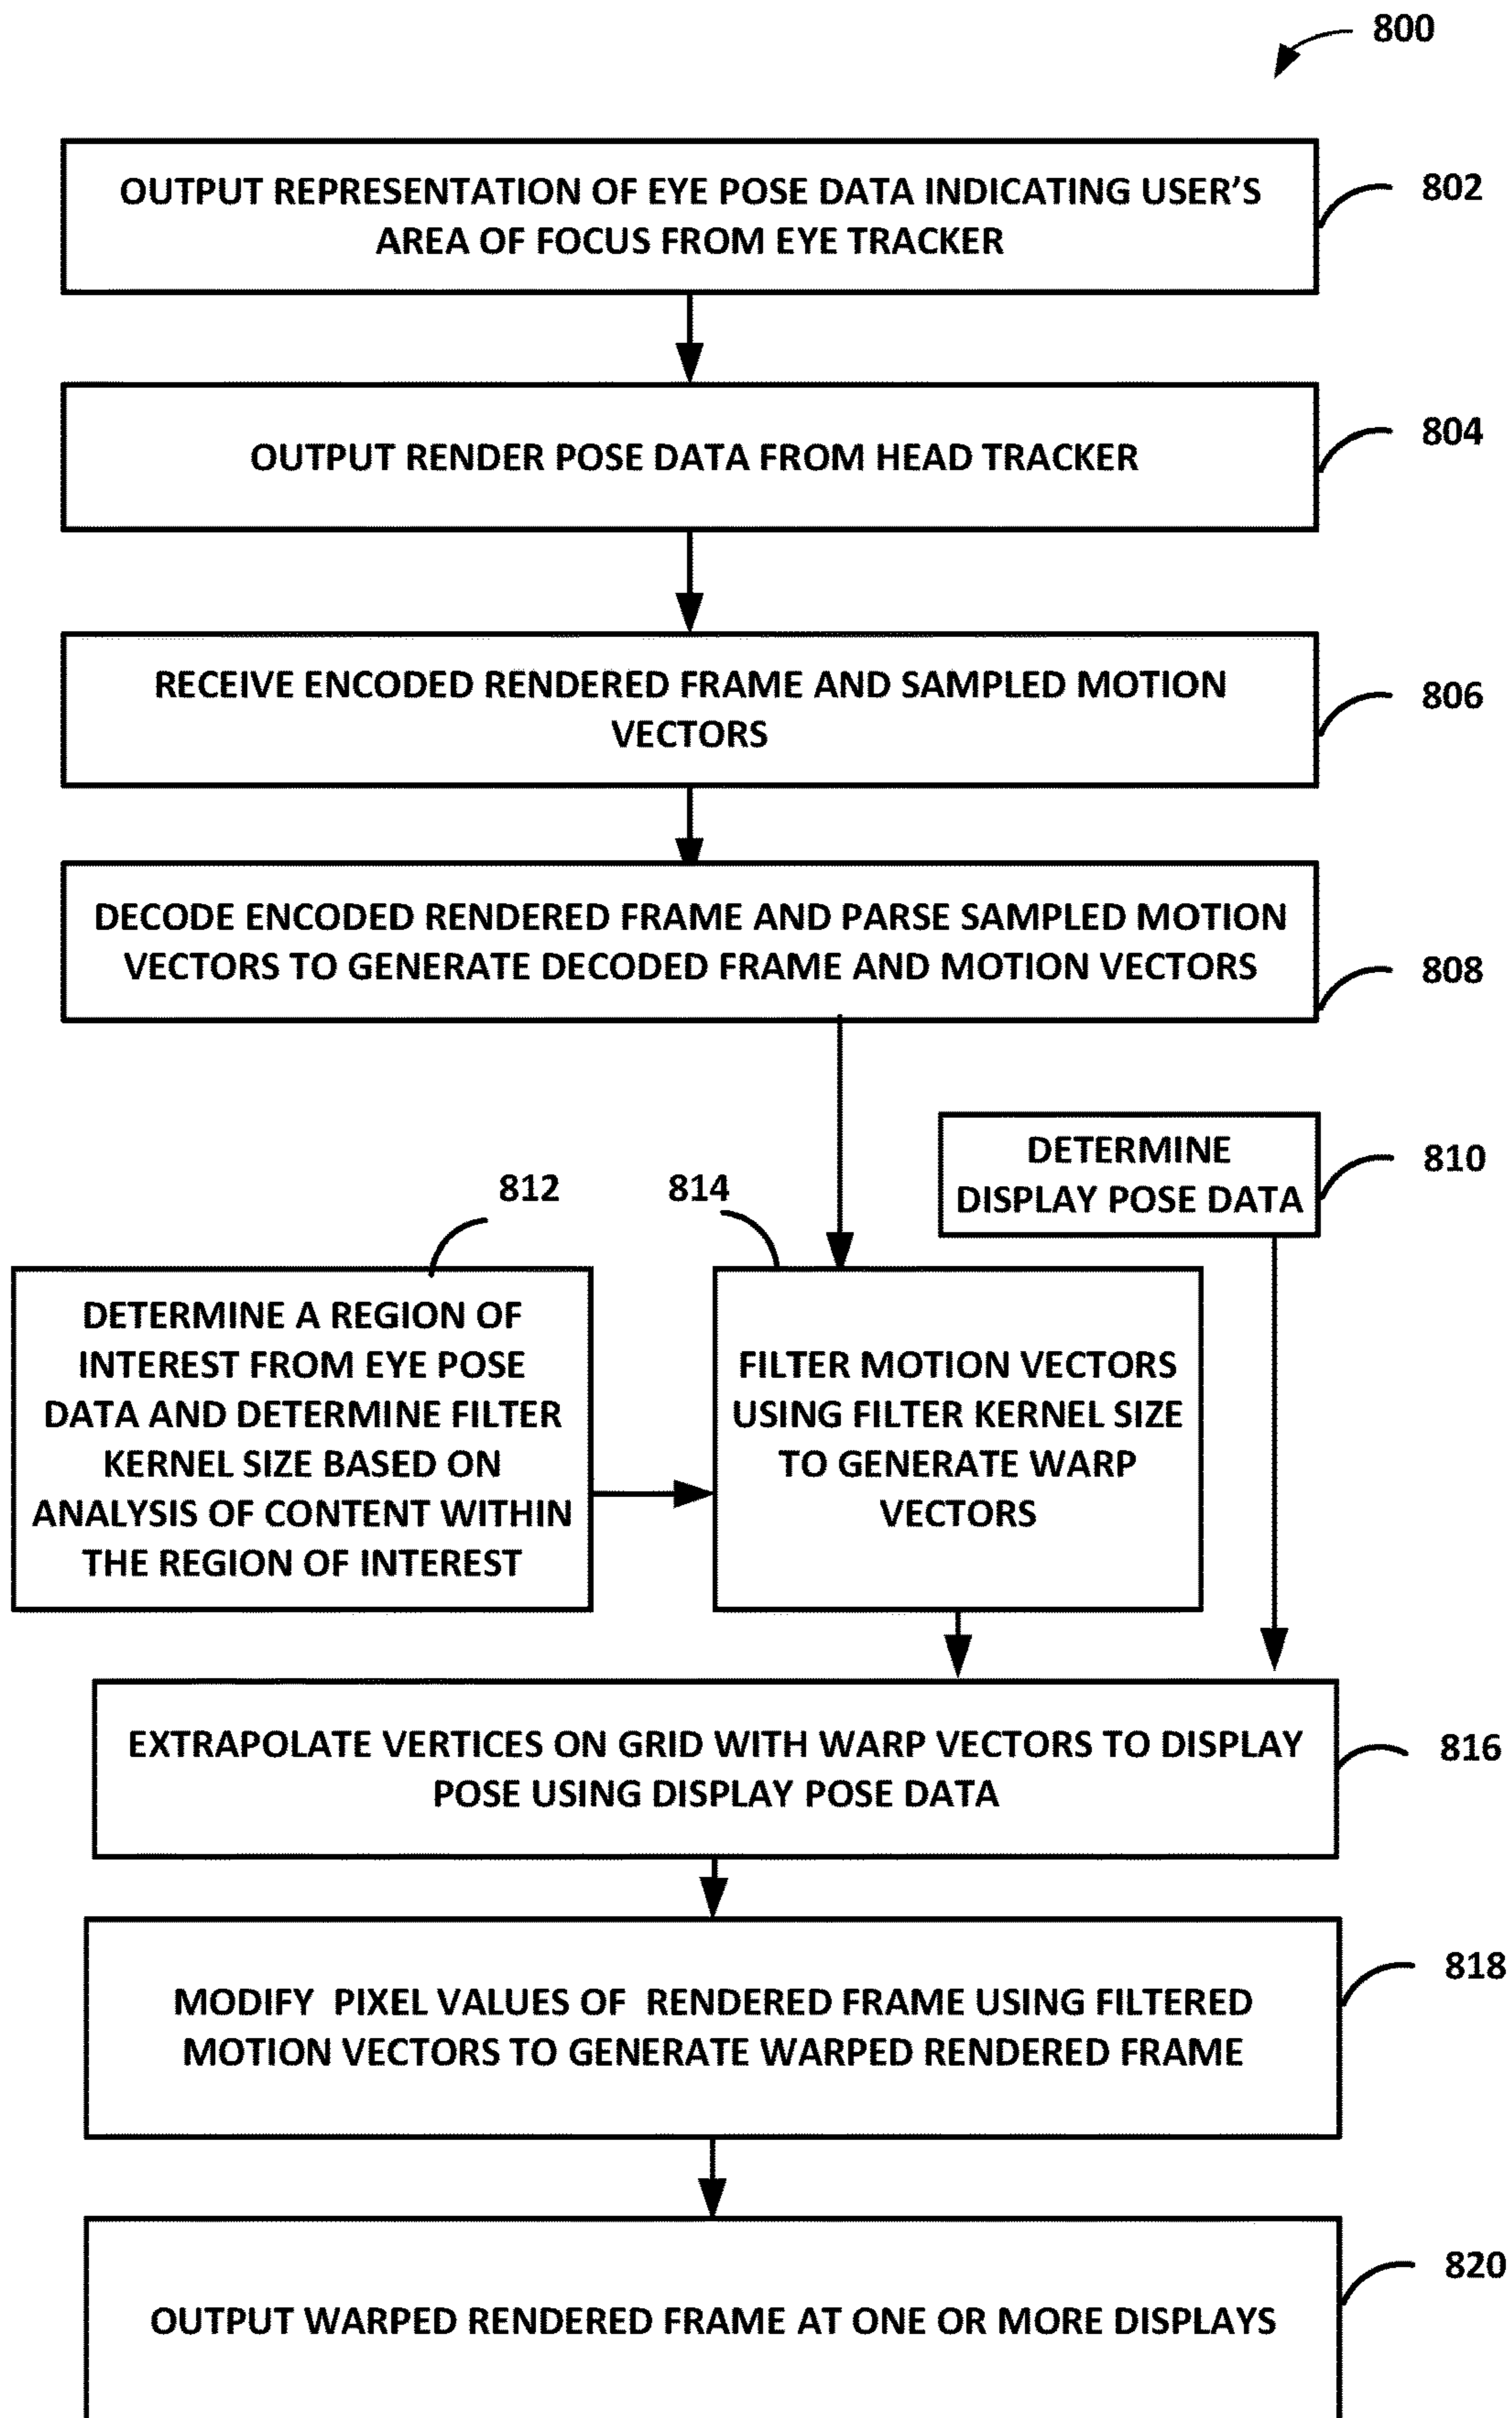 800
OUTPUT REPRESENTATION OF EYE POSE DATA INDICATING USER’S
AREA OF FOCUS FROM EYE TRACKER
802
OUTPUT RENDER POSE DATA FROM HEAD TRACKER
804
RECEIVE ENCODED RENDERED FRAME AND SAMPLED MOTION
VECTORS
806
DECODE ENCODED RENDERED FRAME AND PARSE SAMPLED MOTION
VECTORS TO GENERATE DECODED FRAME AND MOTION VECTORS
808
DETERMINE
DISPLAY POSE DATA
810
812
DETERMINE A REGION OF
INTEREST FROM EYE POSE
DATA AND DETERMINE FILTER
KERNEL SIZE BASED ON
ANALYSIS OF CONTENT WITHIN
THE REGION OF INTEREST
814
FILTER MOTION VECTORS
USING FILTER KERNEL SIZE
TO GENERATE WARP
VECTORS
EXTRAPOLATE VERTICES ON GRID WITH WARP VECTORS TO DISPLAY
POSE USING DISPLAY POSE DATA
816
MODIFY PIXEL VALUES OF RENDERED FRAME USING FILTERED
MOTION VECTORS TO GENERATE WARPED RENDERED FRAME
818
OUTPUT WARPED RENDERED FRAME AT ONE OR MORE DISPLAYS
820